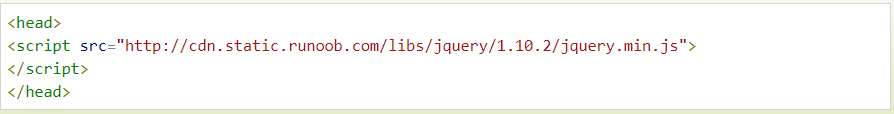 <head>
<script src="http://cdn.static.runoob.com/libs/jquery/1.10.2/jquery.min.js">
</script>
</head>